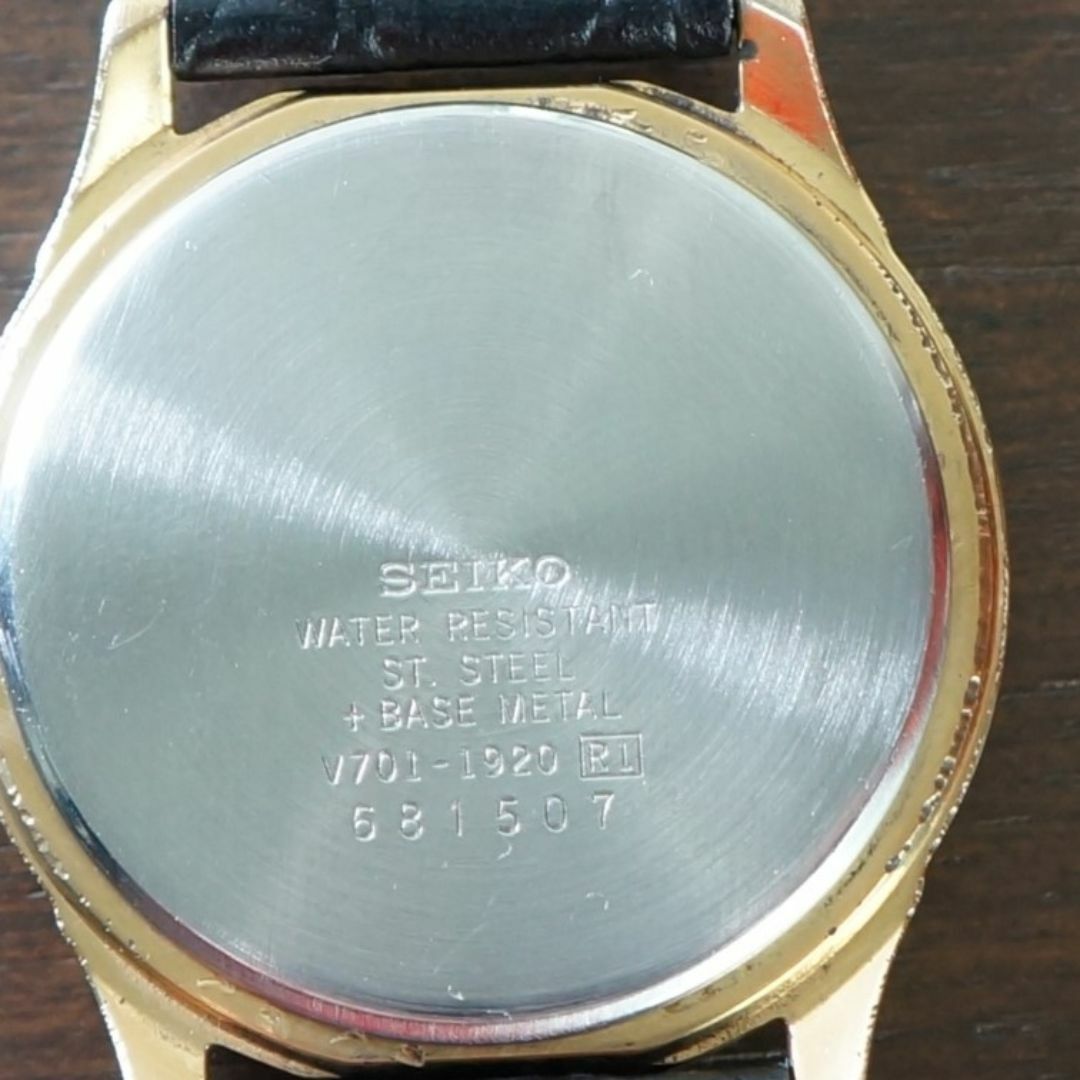 SEIKO
WATER RESISTANT
ST. STEEL
+ BASE METAL
V701-1920 R1
681507